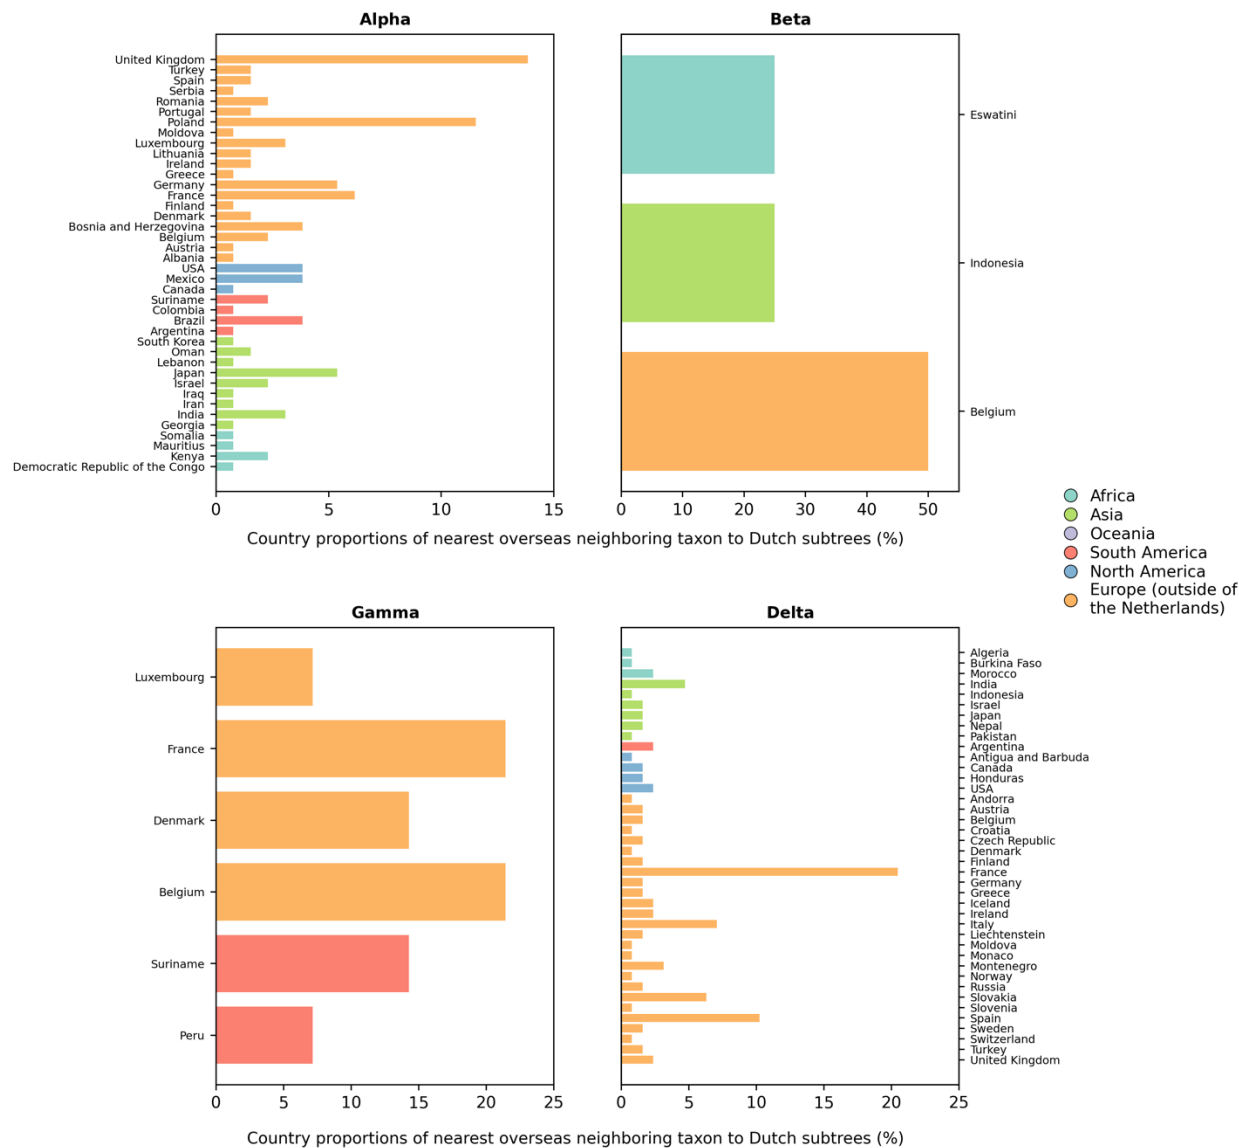 Alpha
United Kingdom
Turkey
Spain
Serbia
Romania
Portugal
Poland
Moldova
Luxembourg
Lithuania
Ireland
Greece
Germany
France
Finland
Denmark
Bosnia and Herzegovina
Belgium
Austria
Albania
USA
Mexico
Canada
Suriname
Colombia
Brazil
Argentina
South Korea
Oman
Lebanon
Japan
Israel
Iraq
Iran
India
Georgia
Somalia
Mauritius
Kenya
Democratic Republic of the Congo
0 5 10 15
Beta
Eswatini
Indonesia
Belgium
0 10 20 30 40 50
Country proportions of nearest overseas neighboring taxon to Dutch subtrees (%)
Africa
Asia
Oceania
South America
North America
Europe (outside of
the Netherlands)
Gamma
Luxembourg
France
Denmark
Belgium
Suriname
Peru
0 5 10 15 20 25
Delta
Algeria
Burkina Faso
Morocco
India
Indonesia
Israel
Japan
Nepal
Pakistan
Argentina
Antigua and Barbuda
Canada
Honduras
USA
Andorra
Austria
Belgium
Croatia
Czech Republic
Denmark
Finland
France
Germany
Greece
Iceland
Ireland
Italy
Liechtenstein
Moldova
Monaco
Montenegro
Norway
Russia
Slovakia
Slovenia
Spain
Sweden
Switzerland
Turkey
United Kingdom
0 5 10 15 20 25
Country proportions of nearest overseas neighboring taxon to Dutch subtrees (%)